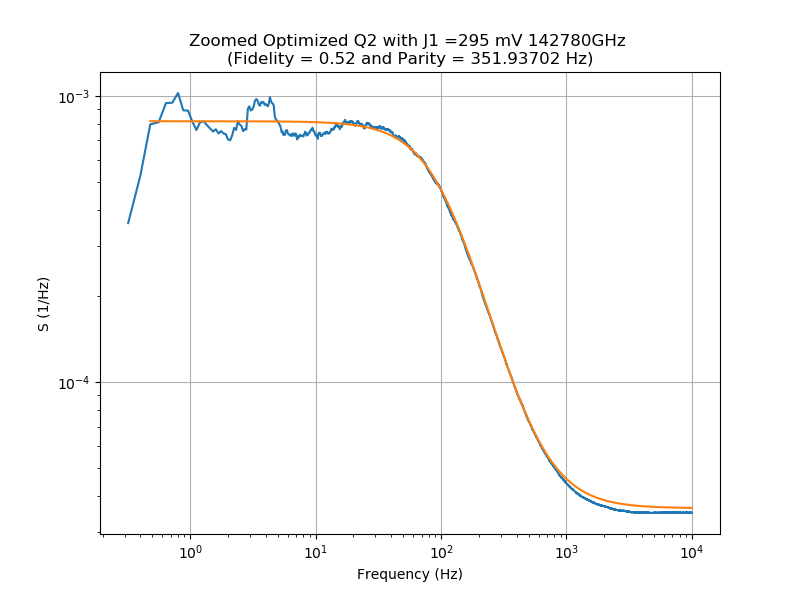 Zoomed Optimized Q2 with J1 =295 mV 142780GHz
(Fidelity = 0.52 and Parity = 351.93702 Hz)
S (1/Hz)
10⁻³
10⁻⁴
10⁰ 10¹ 10² 10³ 10⁴
Frequency (Hz)